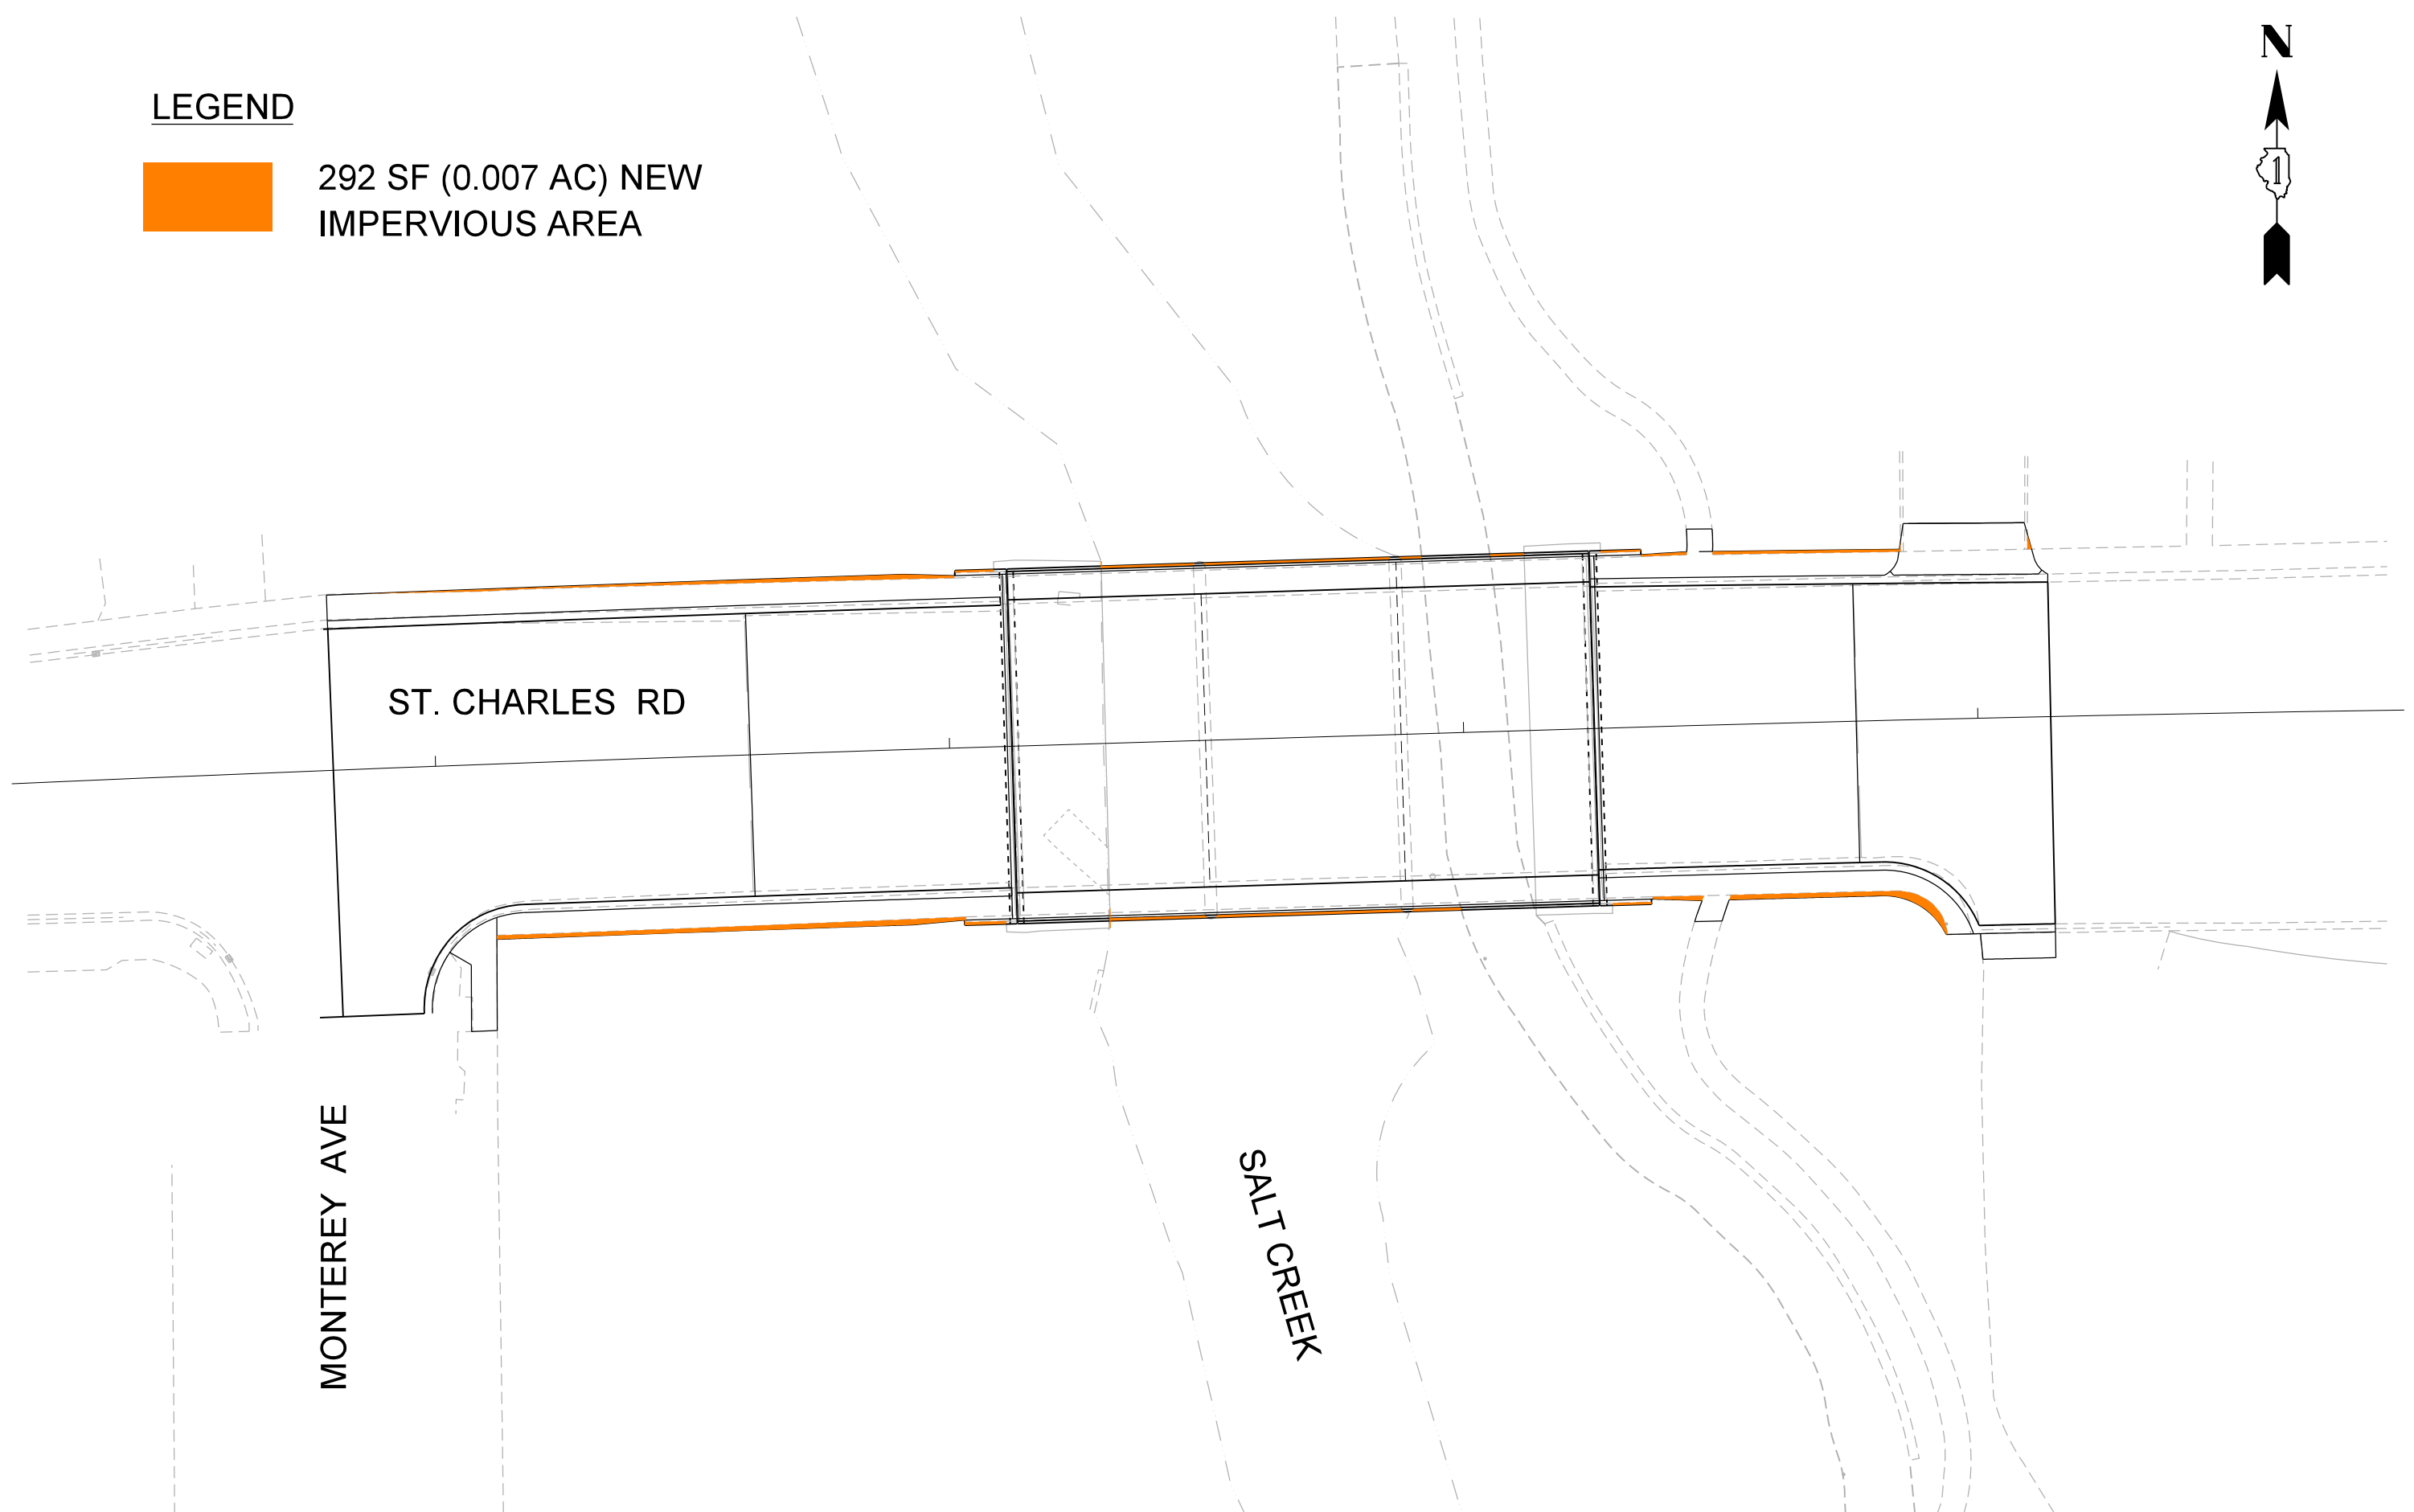 N
LEGEND
1
292 SF (0.007 AC) NEW
IMPERVIOUS AREA
ST. CHARLES RD
MONTEREY AVE
SALT CREEK